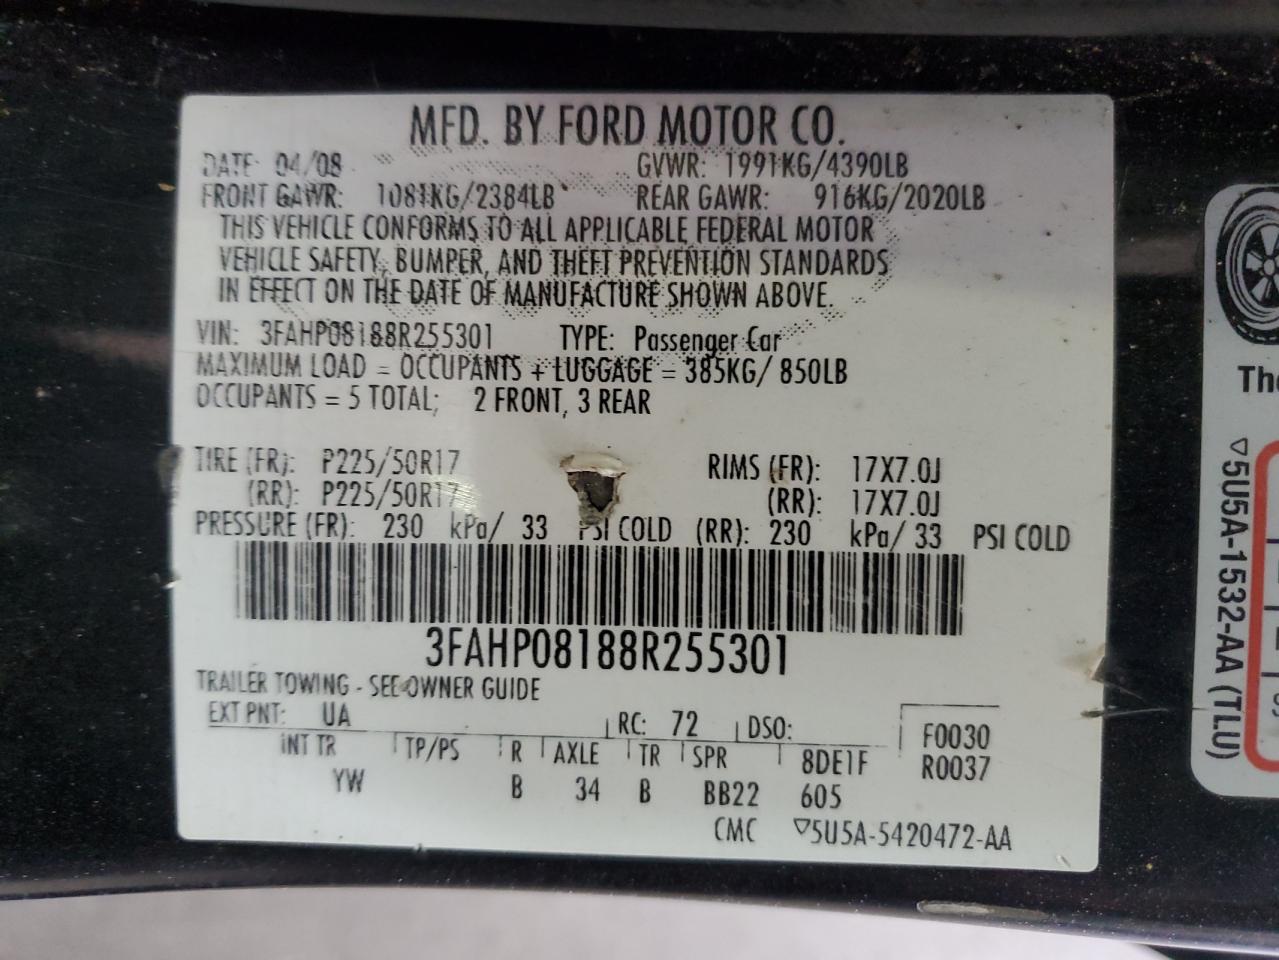 MFD. BY FORD MOTOR CO.
DATE: 04/08 GVWR: 1991KG/4390LB
FRONT GAWR: 1081KG/2384LB REAR GAWR: 916KG/2020LB
THIS VEHICLE CONFORMS TO ALL APPLICABLE FEDERAL MOTOR
VEHICLE SAFETY, BUMPER, AND THEFT PREVENTION STANDARDS
IN EFFECT ON THE DATE OF MANUFACTURE SHOWN ABOVE.
VIN: 3FAHP08188R255301 TYPE: Passenger Car
MAXIMUM LOAD = OCCUPANTS + LUGGAGE = 385KG/ 850LB
OCCUPANTS = 5 TOTAL; 2 FRONT, 3 REAR
TIRE (FR): P225/50R17 RIMS (FR): 17X7.0J
(RR): P225/50R17 (RR): 17X7.0J
PRESSURE (FR): 230 kPa/ 33 PSI COLD (RR): 230 kPa/ 33 PSI COLD
3FAHP08188R255301
TRAILER TOWING - SEE OWNER GUIDE
EXT PNT: UA RC: 72 DSO: F0030
INT TR TP/PS R AXLE TR SPR 8DE1F R0037
YW B 34 B BB22 605
CMC ▽5U5A-5420472-AA
▽5U5A-1532-AA (TLU)